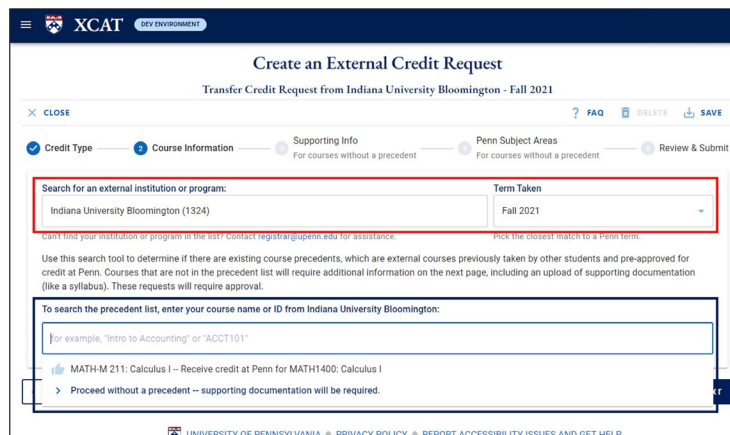 XCAT DEV ENVIRONMENT
Create an External Credit Request
Transfer Credit Request from Indiana University Bloomington - Fall 2021
CLOSE ? FAQ DELETE SAVE
Credit Type 2 Course Information 3 Supporting Info For courses without a precedent 4 Penn Subject Areas For courses without a precedent 5 Review & Submit
Search for an external institution or program: Term Taken
Indiana University Bloomington (1324) Fall 2021
Can't find your institution or program in the list? Contact registrar@upenn.edu for assistance. Pick the closest match to a Penn term.
Use this search tool to determine if there are existing course precedents, which are external courses previously taken by other students and pre-approved for
credit at Penn. Courses that are not in the precedent list will require additional information on the next page, including an upload of supporting documentation
(like a syllabus). These requests will require approval.
To search the precedent list, enter your course name or ID from Indiana University Bloomington:
for example, "Intro to Accounting" or "ACCT101"
MATH-M 211: Calculus I -- Receive credit at Penn for MATH1400: Calculus I
Proceed without a precedent -- supporting documentation will be required.
UNIVERSITY OF PENNSYLVANIA PRIVACY POLICY REPORT ACCESSIBILITY ISSUES AND GET HELP